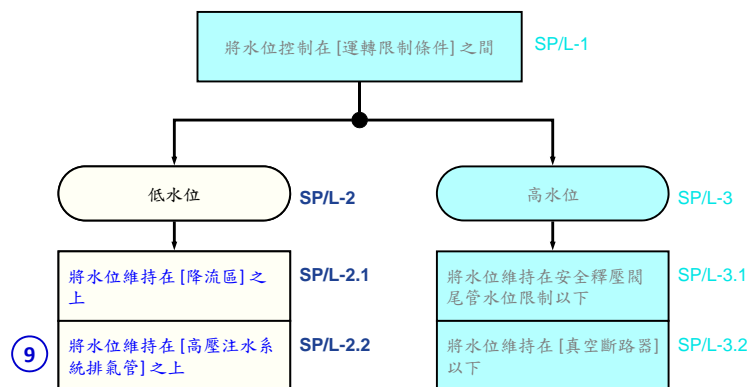 將水位控制在 [運轉限制條件] 之間
SP/L-1
低水位
SP/L-2
高水位
SP/L-3
將水位維持在 [降流區] 之
上
SP/L-2.1
將水位維持在安全釋壓閥
尾管水位限制以下
SP/L-3.1
9
將水位維持在 [高壓注水系
統排氣管] 之上
SP/L-2.2
將水位維持在 [真空斷路器]
以下
SP/L-3.2